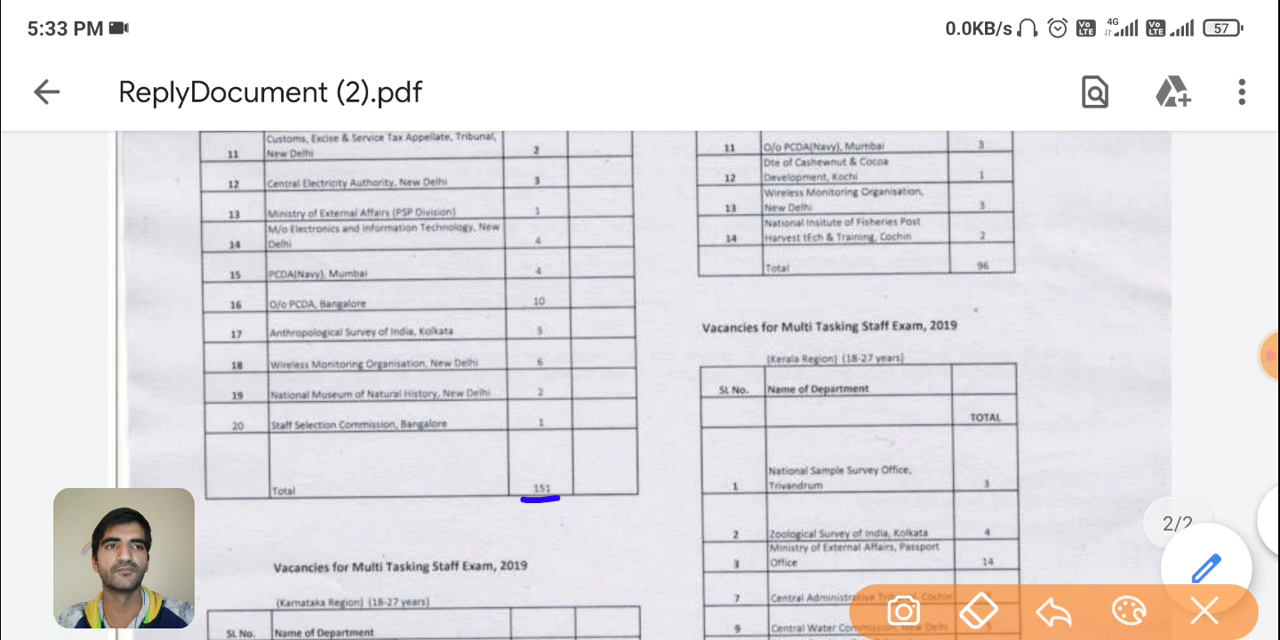 5:33 PM
0.0KB/s
4G
Vo LTE
Vo LTE
57
ReplyDocument (2).pdf
Customs, Excise & Service Tax Appellate, Tribunal,
11 New Delhi 2
12 Central Electricity Authority, New Delhi 3
13 Ministry of External Affairs (PSP Division) 1
M/o Electronics and Information Technology, New
14 Delhi 4
15 PCDA(Navy), Mumbai 4
16 O/o PCDA, Bangalore 10
17 Anthropological Survey of India, Kolkata 3
18 Wireless Monitoring Organisation, New Delhi 6
19 National Museum of Natural History, New Delhi 2
20 Staff Selection Commission, Bangalore 1
Total 151
Vacancies for Multi Tasking Staff Exam, 2019
(Karnataka Region) (18-27 years)
SL No. Name of Department
11 O/o PCDA(Navy), Mumbai 3
Dte of Cashewnut & Cocoa
12 Development, Kochi 1
Wireless Monitoring Organisation,
13 New Delhi 3
National Insitute of Fisheries Post
14 Harvest tEch & Training, Cochin 2
Total 96
Vacancies for Multi Tasking Staff Exam, 2019
(Kerala Region) (18-27 years)
SL No. Name of Department
TOTAL
National Sample Survey Office,
1 Trivandrum 3
2 Zoological Survey of India, Kolkata 4
Ministry of External Affairs, Passport
3 Office 14
7 Central Administrative Cochin
9 Central Water New Delhi 5
2/2